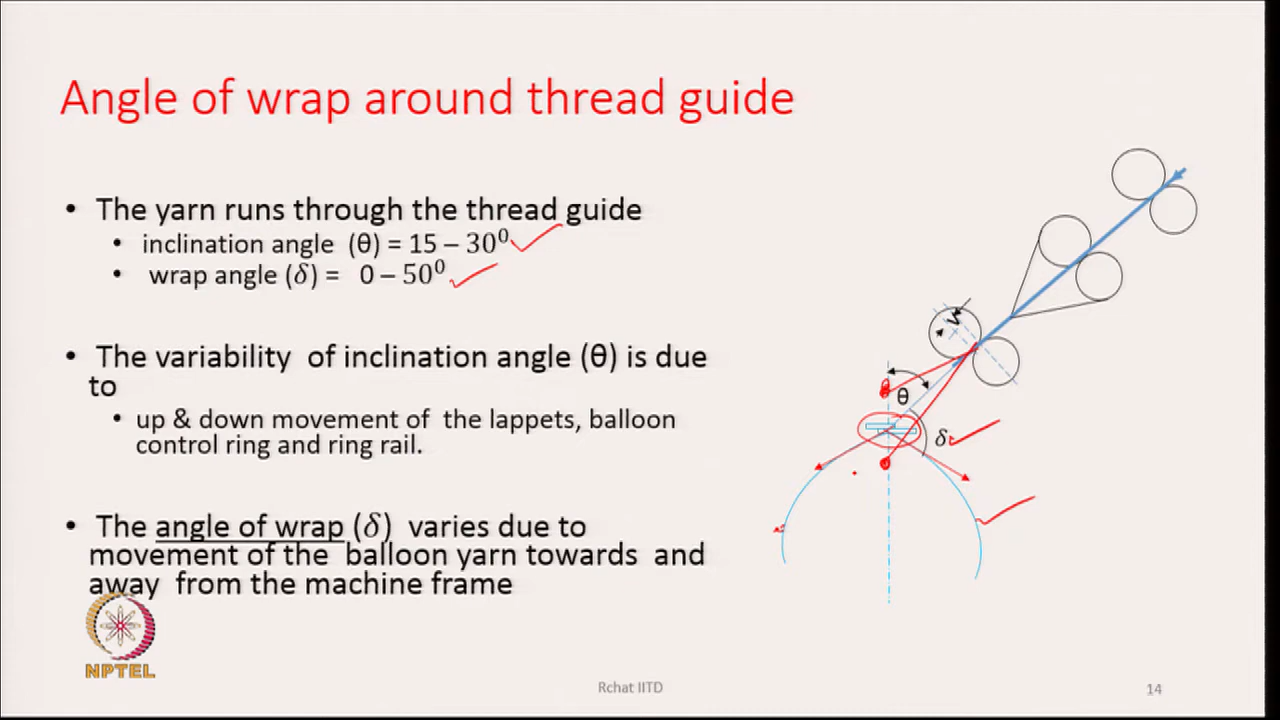 Angle of wrap around thread guide
• The yarn runs through the thread guide
• inclination angle (θ) = 15 – 30⁰
• wrap angle (δ) = 0 – 50⁰
• The variability of inclination angle (θ) is due
to
• up & down movement of the lappets, balloon
control ring and ring rail.
• The angle of wrap (δ) varies due to
movement of the balloon yarn towards and
away from the machine frame
θ
δ
NPTEL
Rchat IITD
14